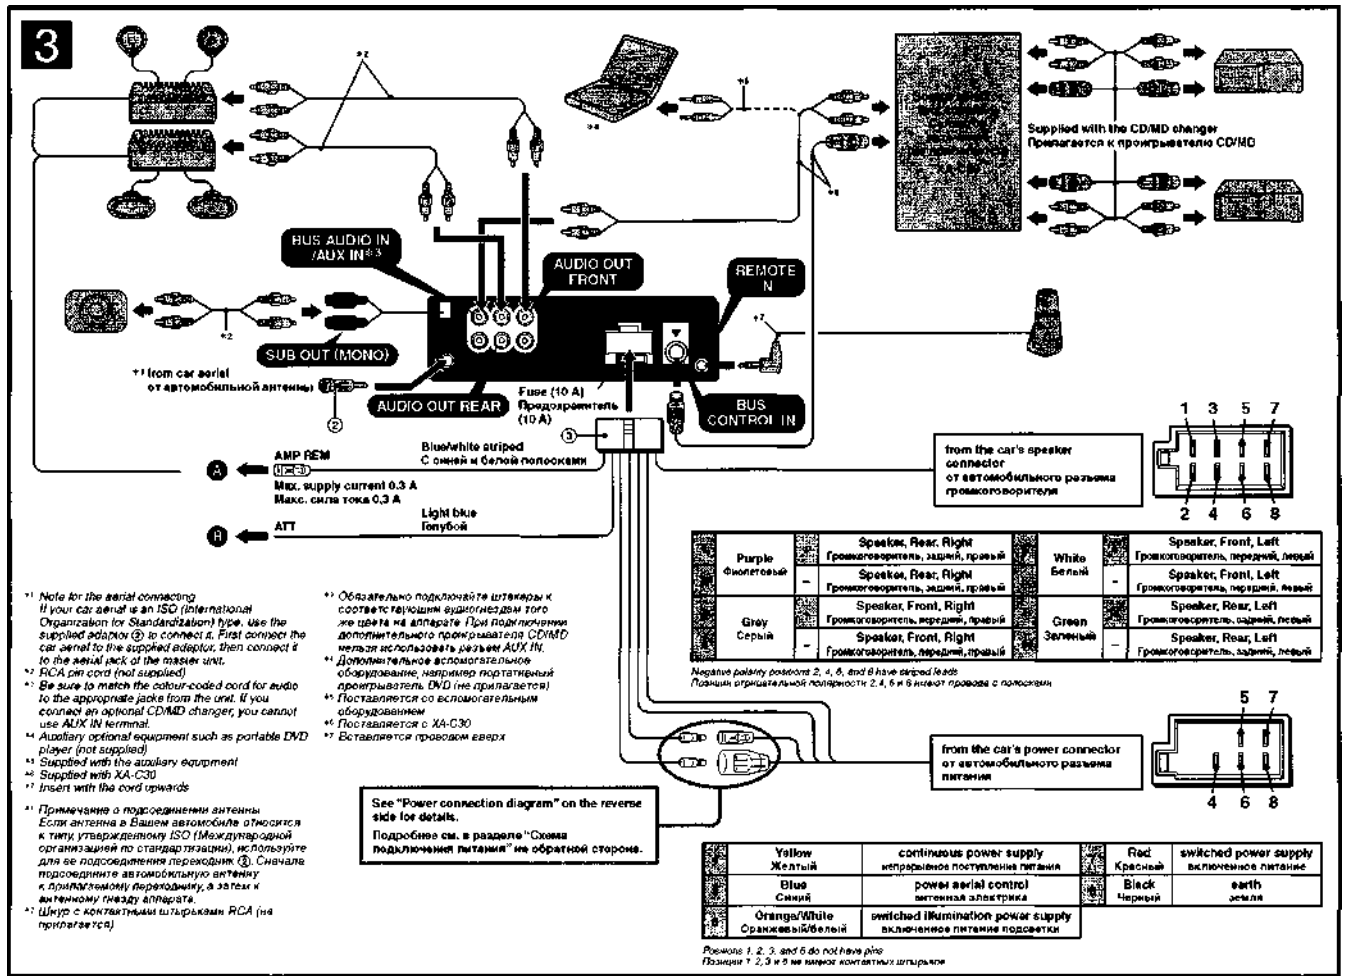 3
*2
*5
*4
*6
Supplied with the CD/MD changer
Прилагается к проигрывателю CD/MD
BUS AUDIO IN
/AUX IN*3
AUDIO OUT
FRONT
REMOTE
IN
*7
*2
SUB OUT (MONO)
*1 from car aerial
от автомобильной антенны
②
AUDIO OUT REAR
Fuse (10 A)
Предохранитель
(10 A)
BUS
CONTROL IN
③
Blue/white striped
С синей и белой полосками
A
AMP REM
Max. supply current 0.3 A
Макс. сила тока 0,3 А
Light blue
Голубой
B
ATT
from the car's speaker
connector
от автомобильного разъема
громкоговорителя
1 3 5 7
2 4 6 8
Purple
Фиолетовый
Speaker, Rear, Right
Громкоговоритель, задний, правый
-
Speaker, Rear, Right
Громкоговоритель, задний, правый
Grey
Серый
Speaker, Front, Right
Громкоговоритель, передний, правый
Speaker, Front, Right
Громкоговоритель, передний, правый
White
Белый
Speaker, Front, Left
Громкоговоритель, передний, левый
-
Speaker, Front, Left
Громкоговоритель, передний, левый
Green
Зеленый
Speaker, Rear, Left
Громкоговоритель, задний, левый
-
Speaker, Rear, Left
Громкоговоритель, задний, левый
Negative polarity positions 2, 4, 6, and 8 have striped leads
Позиции отрицательной полярности 2, 4, 6 и 8 имеют провода с полосками
*1 Note for the aerial connecting
If your car aerial is an ISO (International
Organization for Standardization) type, use the
supplied adaptor ② to connect it. First connect the
car aerial to the supplied adaptor, then connect it
to the aerial jack of the master unit.
*2 RCA pin cord (not supplied)
*3 Be sure to match the colour-coded cord for audio
to the appropriate jacks from the unit. If you
connect an optional CD/MD changer, you cannot
use AUX IN terminal.
*4 Auxiliary optional equipment such as portable DVD
player (not supplied)
*5 Supplied with the auxiliary equipment
*6 Supplied with XA-C30
*7 Insert with the cord upwards
*1 Примечание о подсоединении антенны
Если антенна в Вашем автомобиле относится
к типу, утвержденному ISO (Международной
организацией по стандартизации), используйте
для ее подсоединения переходник ②. Сначала
подсоедините автомобильную антенну
к прилагаемому переходнику, а затем к
антенному гнезду аппарата.
*2 Шнур с контактными штырьками RCA (не
прилагается)
*3 Обязательно подключайте штекеры к
соответствующим аудиогнездам того
же цвета на аппарате При подключении
дополнительного проигрывателя CD/MD
нельзя использовать разъем AUX IN.
*4 Дополнительное вспомогательное
оборудование, например портативный
проигрыватель DVD (не прилагается)
*5 Поставляется со вспомогательным
оборудованием
*6 Поставляется с XA-C30
*7 Вставляется проводом вверх
See "Power connection diagram" on the reverse
side for details.
Подробнее см. в разделе "Схема
подключения питания" на обратной стороне.
from the car's power connector
от автомобильного разъема
питания
5 7
4 6 8
Yellow
Желтый
continuous power supply
непрерывное поступление питания
Red
Красный
switched power supply
включенное питание
Blue
Синий
power aerial control
антенная электрика
Black
Черный
earth
земля
Orange/White
Оранжевый/белый
switched illumination power supply
включенное питание подсветки
Positions 1, 2, 3, and 6 do not have pins
Позиции 1, 2, 3 и 6 не имеют контактных штырьков